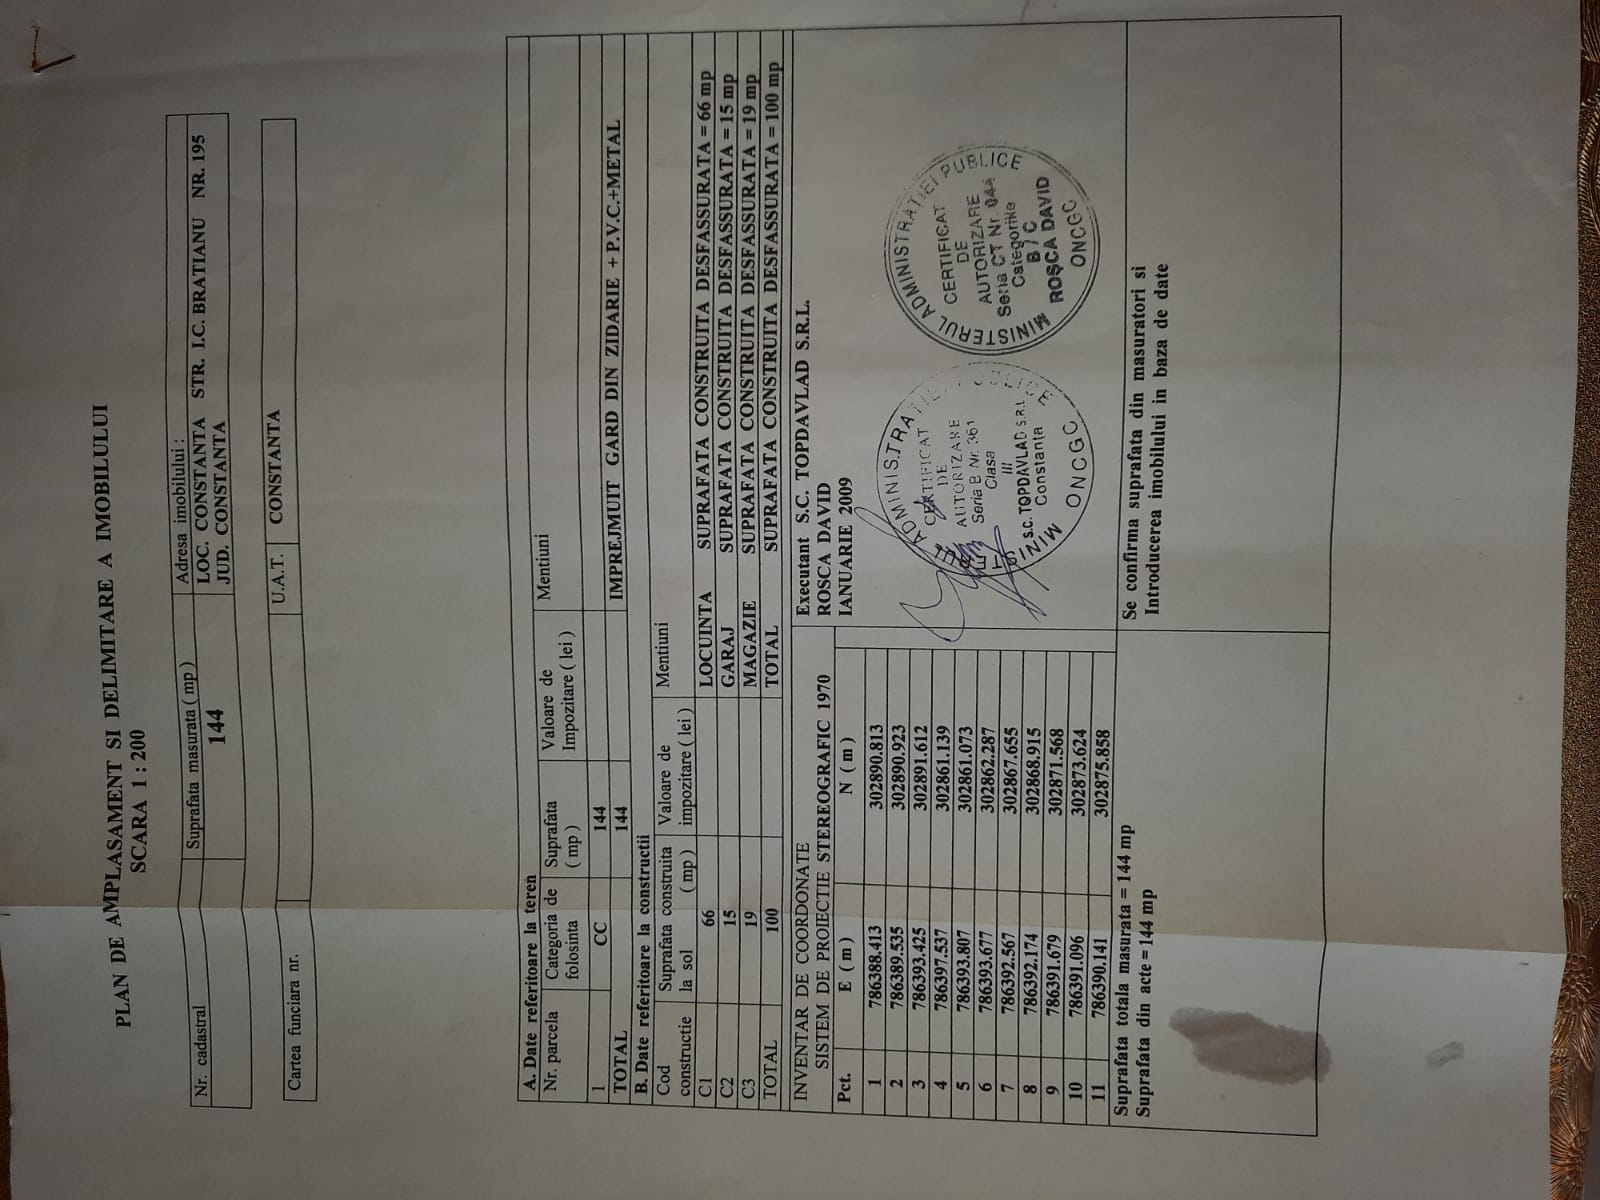 PLAN DE AMPLASAMENT SI DELIMITARE A IMOBILULUI
SCARA 1 : 200
Nr. cadastral
Suprafata masurata ( mp )
Adresa imobilului :
144
LOC. CONSTANTA STR. I.C. BRATIANU NR. 195
JUD. CONSTANTA
Cartea funciara nr.
U.A.T.
CONSTANTA
A. Date referitoare la teren
Nr. parcela
Categoria de folosinta
Suprafata ( mp )
Valoare de Impozitare ( lei )
Mentiuni
1 CC 144
TOTAL 144 IMPREJMUIT GARD DIN ZIDARIE + P.V.C.+METAL
B. Date referitoare la constructii
Cod constructie
Suprafata construita la sol ( mp )
Valoare de impozitare ( lei )
Mentiuni
C1 66 LOCUINTA SUPRAFATA CONSTRUITA DESFASSURATA = 66 mp
C2 15 GARAJ SUPRAFATA CONSTRUITA DESFASSURATA = 15 mp
C3 19 MAGAZIE SUPRAFATA CONSTRUITA DESFASSURATA = 19 mp
TOTAL 100 TOTAL SUPRAFATA CONSTRUITA DESFASSURATA = 100 mp
INVENTAR DE COORDONATE
SISTEM DE PROIECTIE STEREOGRAFIC 1970
Pct. E ( m ) N ( m )
1 786388.413 302890.813
2 786389.535 302890.923
3 786393.425 302891.612
4 786397.537 302861.139
5 786393.807 302861.073
6 786393.677 302862.287
7 786392.567 302867.655
8 786392.174 302868.915
9 786391.679 302871.568
10 786391.096 302873.624
11 786390.141 302875.858
Suprafata totala masurata = 144 mp
Suprafata din acte = 144 mp
Executant S.C. TOPDAVLAD S.R.L.
ROSCA DAVID
IANUARIE 2009
CERTIFICAT
DE
AUTORIZARE
Seria B Nr. 361
Clasa
III
S.C. TOPDAVLAD S.R.L.
Constanța
ONCGC
MINISTERUL ADMINISTRAȚIEI PUBLICE
CERTIFICAT
DE
AUTORIZARE
Seria CT Nr.
Categoriile
B / C
ROȘCA DAVID
ONCGC
Se confirma suprafata din masuratori si
Introducerea imobilului in baza de date